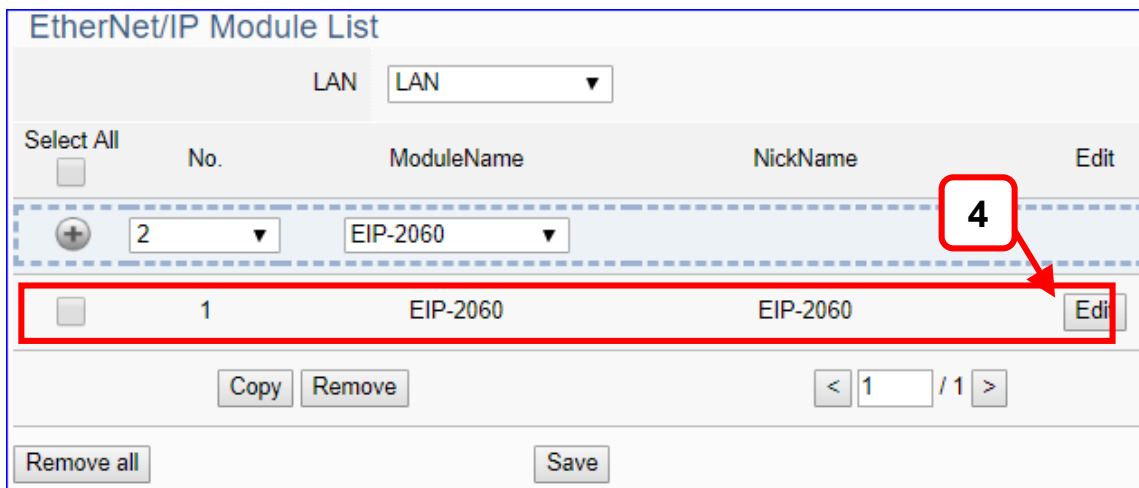 EtherNet/IP Module List
LAN LAN
Select All No. ModuleName NickName Edit
4
2 EIP-2060
1 EIP-2060 EIP-2060 Edit
Copy Remove < 1 / 1 >
Remove all Save